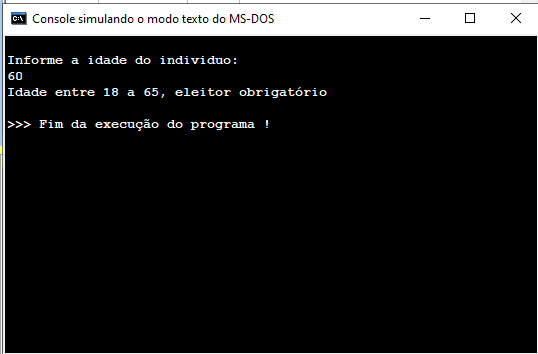 Console simulando o modo texto do MS-DOS
Informe a idade do individuo:
60
Idade entre 18 a 65, eleitor obrigatório
>>> Fim da execução do programa !